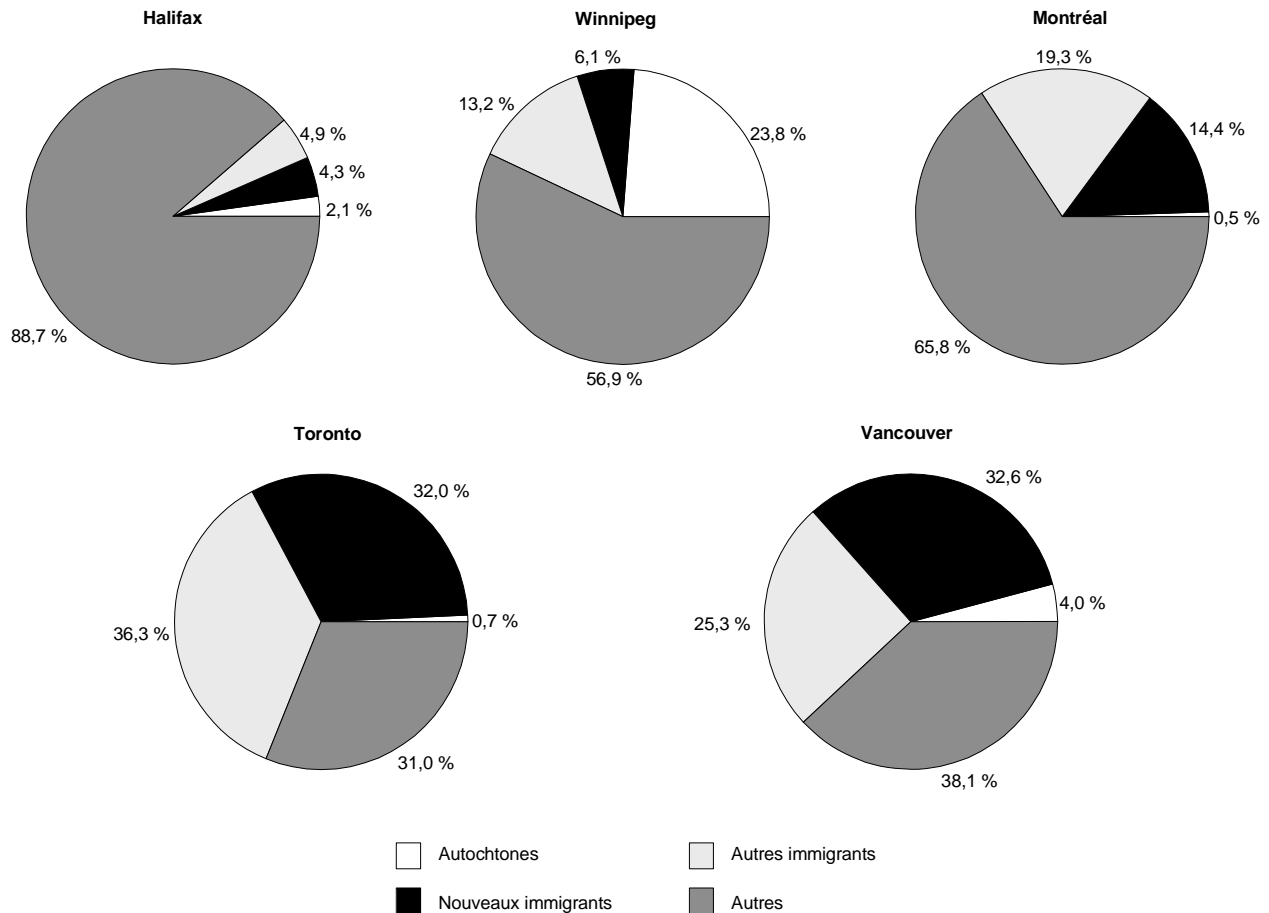 Halifax
Winnipeg
Montréal
4,9 %
4,3 %
2,1 %
88,7 %
6,1 %
13,2 %
23,8 %
56,9 %
19,3 %
14,4 %
0,5 %
65,8 %
Toronto
Vancouver
32,0 %
36,3 %
0,7 %
31,0 %
32,6 %
25,3 %
4,0 %
38,1 %
Autochtones
Autres immigrants
Nouveaux immigrants
Autres